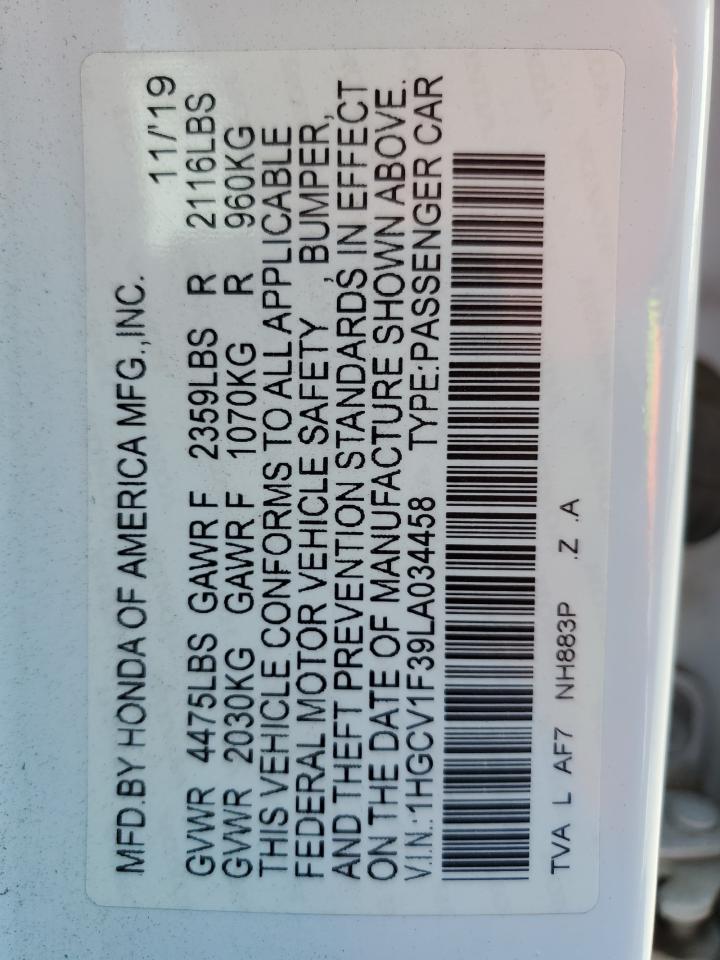 MFD.BY HONDA OF AMERICA MFG.,INC. 11/'19
GVWR 4475LBS GAWR F 2359LBS R 2116LBS
GVWR 2030KG GAWR F 1070KG R 960KG
THIS VEHICLE CONFORMS TO ALL APPLICABLE
FEDERAL MOTOR VEHICLE SAFETY , BUMPER,
AND THEFT PREVENTION STANDARDS IN EFFECT
ON THE DATE OF MANUFACTURE SHOWN ABOVE.
V.I.N.:1HGCV1F39LA034458 TYPE:PASSENGER CAR
TVA L AF7 NH883P .Z .A